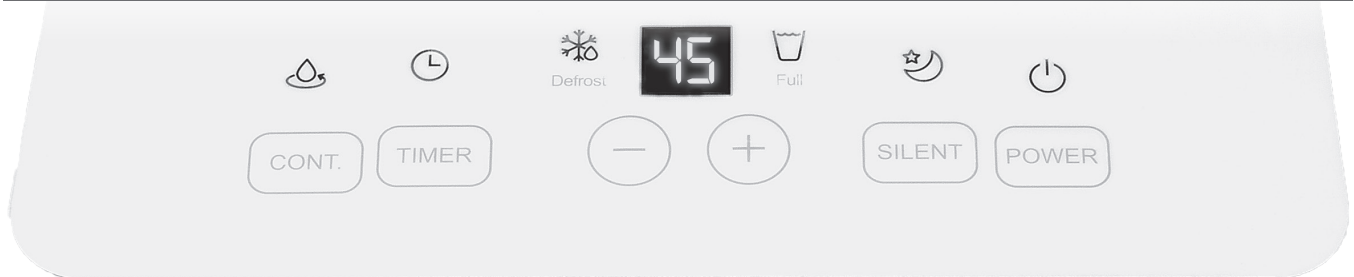 45
Defrost
Full
CONT.
TIMER
−
+
SILENT
POWER